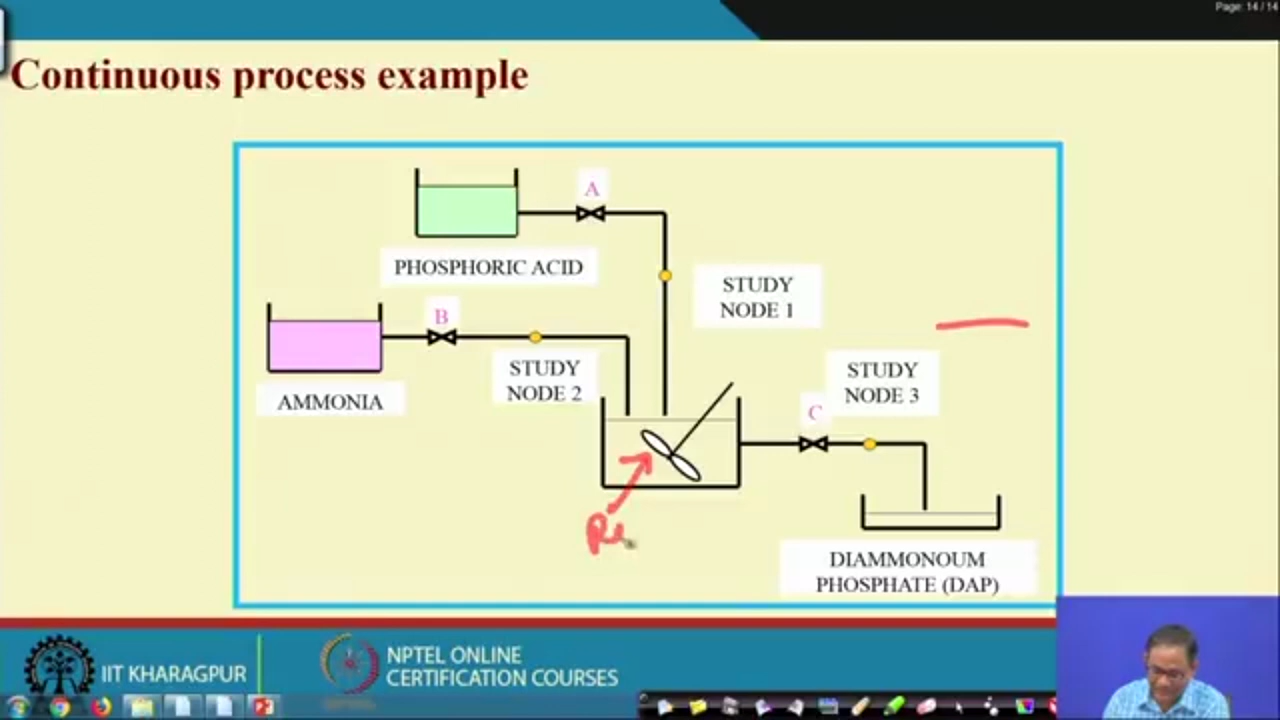 Page: 14 / 14
Continuous process example
A
PHOSPHORIC ACID
STUDY
NODE 1
B
STUDY
NODE 2
AMMONIA
STUDY
NODE 3
C
Re
DIAMMONOUM
PHOSPHATE (DAP)
IIT KHARAGPUR
NPTEL ONLINE
CERTIFICATION COURSES